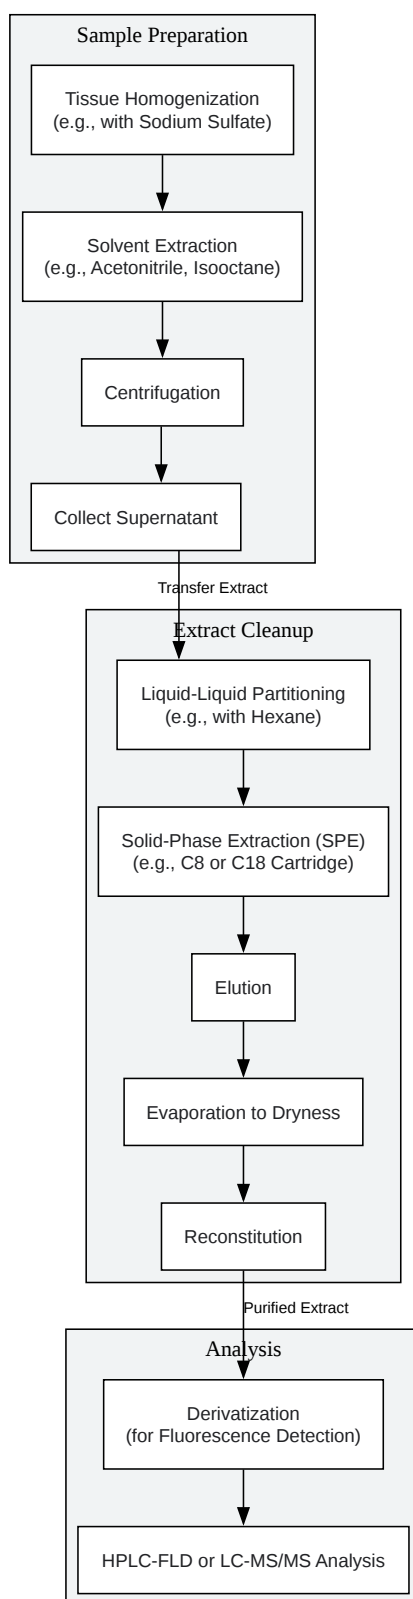 Sample Preparation
Tissue Homogenization
(e.g., with Sodium Sulfate)
Solvent Extraction
(e.g., Acetonitrile, Isooctane)
Centrifugation
Collect Supernatant
Transfer Extract
Extract Cleanup
Liquid-Liquid Partitioning
(e.g., with Hexane)
Solid-Phase Extraction (SPE)
(e.g., C8 or C18 Cartridge)
Elution
Evaporation to Dryness
Reconstitution
Purified Extract
Analysis
Derivatization
(for Fluorescence Detection)
HPLC-FLD or LC-MS/MS Analysis